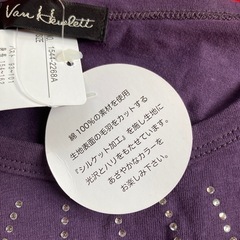 Van Hewlett
1544-2268A
綿100%の素材を使用
生地表面の毛羽をカットする
『シルケット加工』を施し生地に
光沢とハリをもたせています。
あざやかなカラーを
お楽しみ下さい。